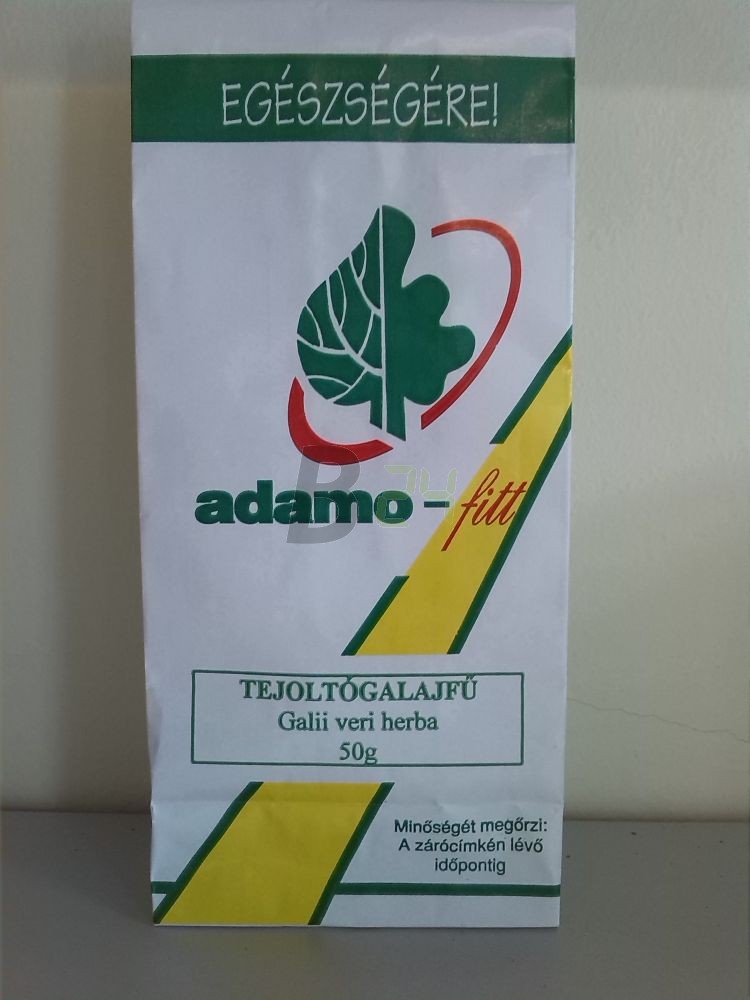 EGÉSZSÉGÉRE!
adamo-fitt
TEJOLTÓGALAJFŰ
Galii veri herba
50g
Minőségét megőrzi:
A zárócímkén lévő
időpontig